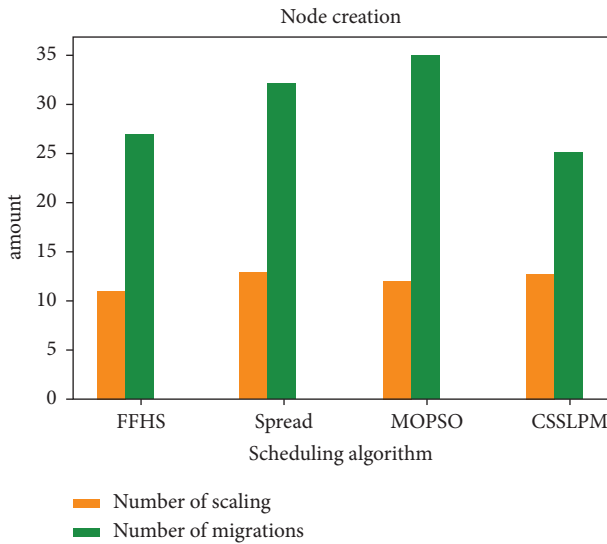 Node creation
35
30
25
20
15
10
5
0
amount
FFHS Spread MOPSO CSSLPM
Scheduling algorithm
Number of scaling
Number of migrations